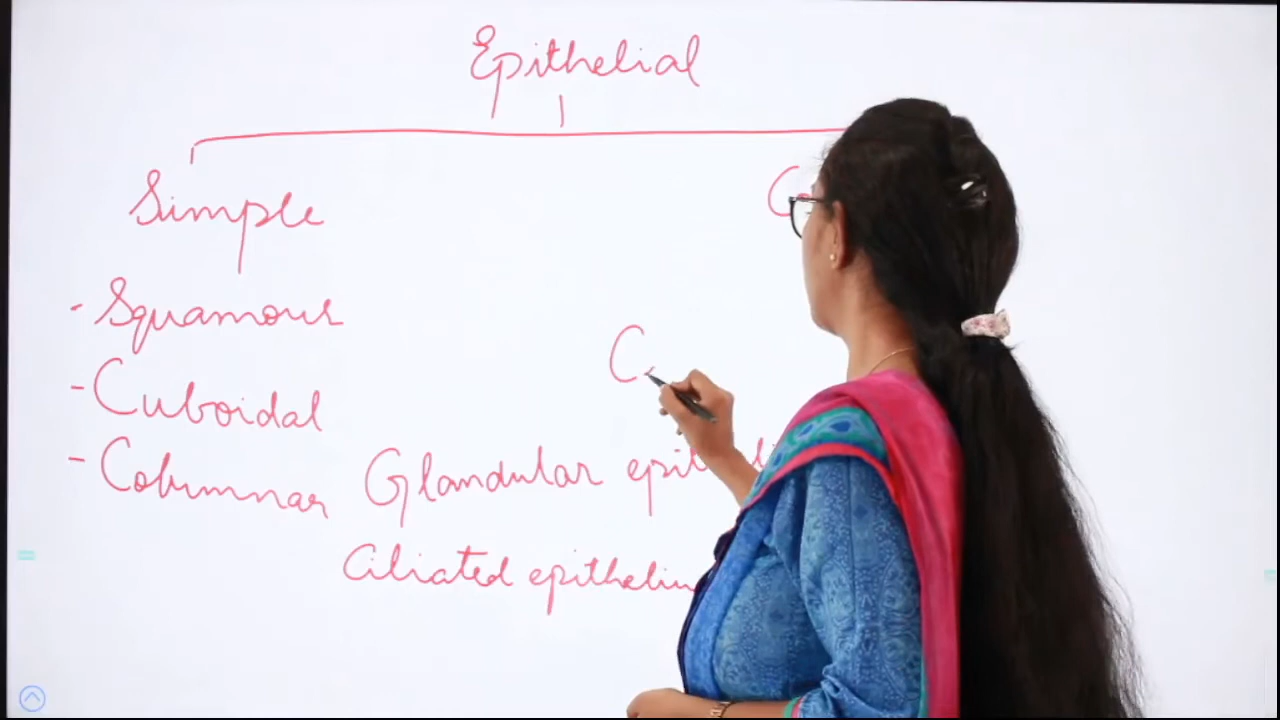 Epithelial
Simple
- Squamous
- Cuboidal
- Columnar
Glandular
Ciliated